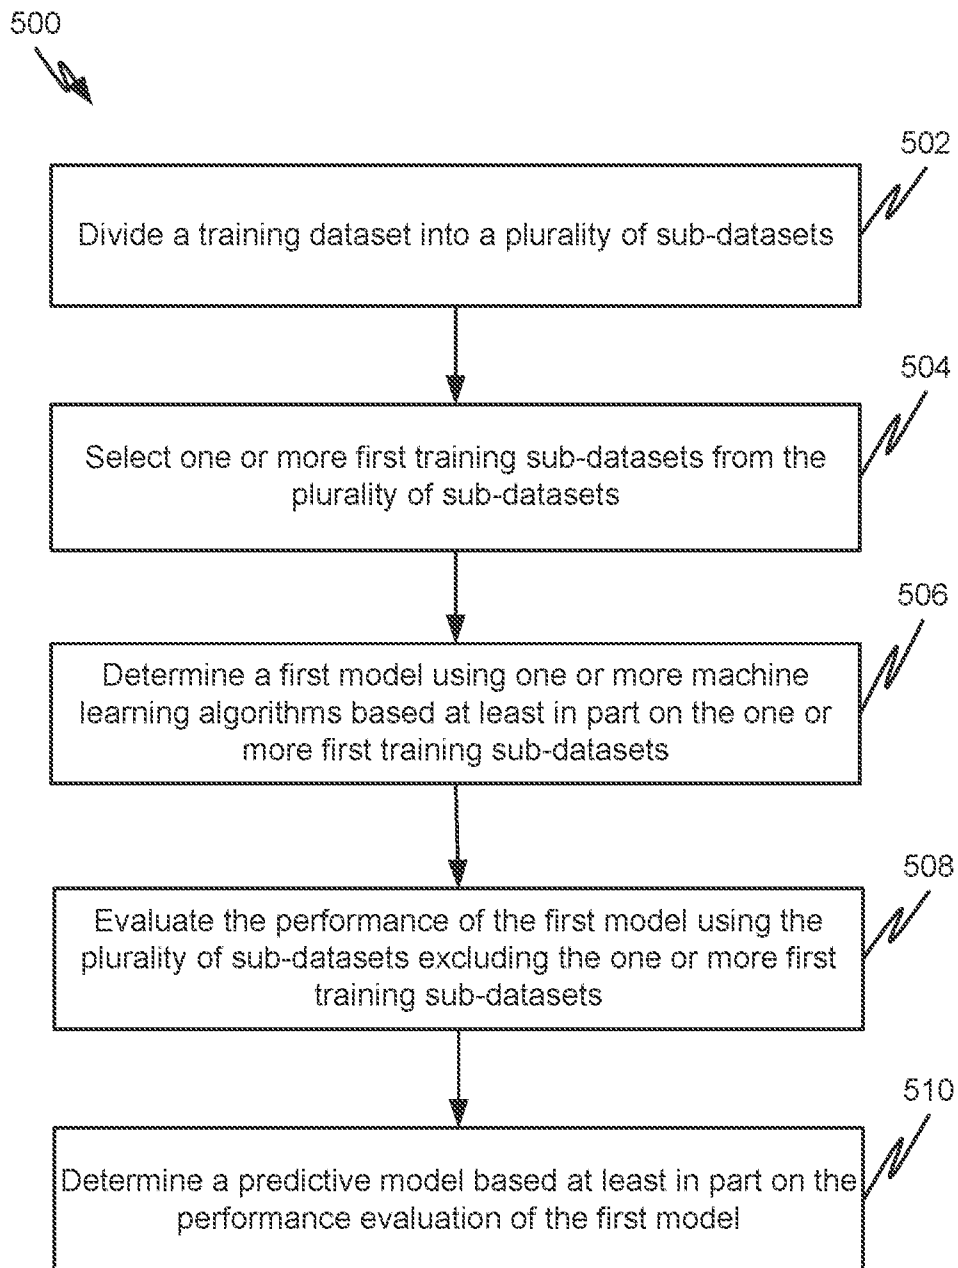 500
502
Divide a training dataset into a plurality of sub-datasets
504
Select one or more first training sub-datasets from the
plurality of sub-datasets
506
Determine a first model using one or more machine
learning algorithms based at least in part on the one or
more first training sub-datasets
508
Evaluate the performance of the first model using the
plurality of sub-datasets excluding the one or more first
training sub-datasets
510
Determine a predictive model based at least in part on the
performance evaluation of the first model